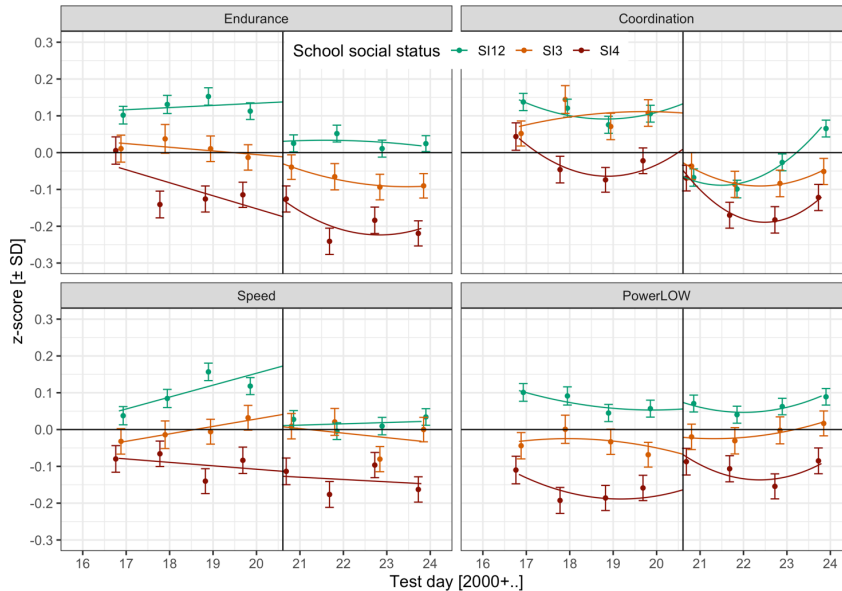 Endurance
Coordination
School social status SI12 SI3 SI4
0.3
0.2
0.1
0.0
-0.1
-0.2
-0.3
z-score [± SD]
Speed
PowerLOW
0.3
0.2
0.1
0.0
-0.1
-0.2
-0.3
16 17 18 19 20 21 22 23 24 16 17 18 19 20 21 22 23 24
Test day [2000+..]